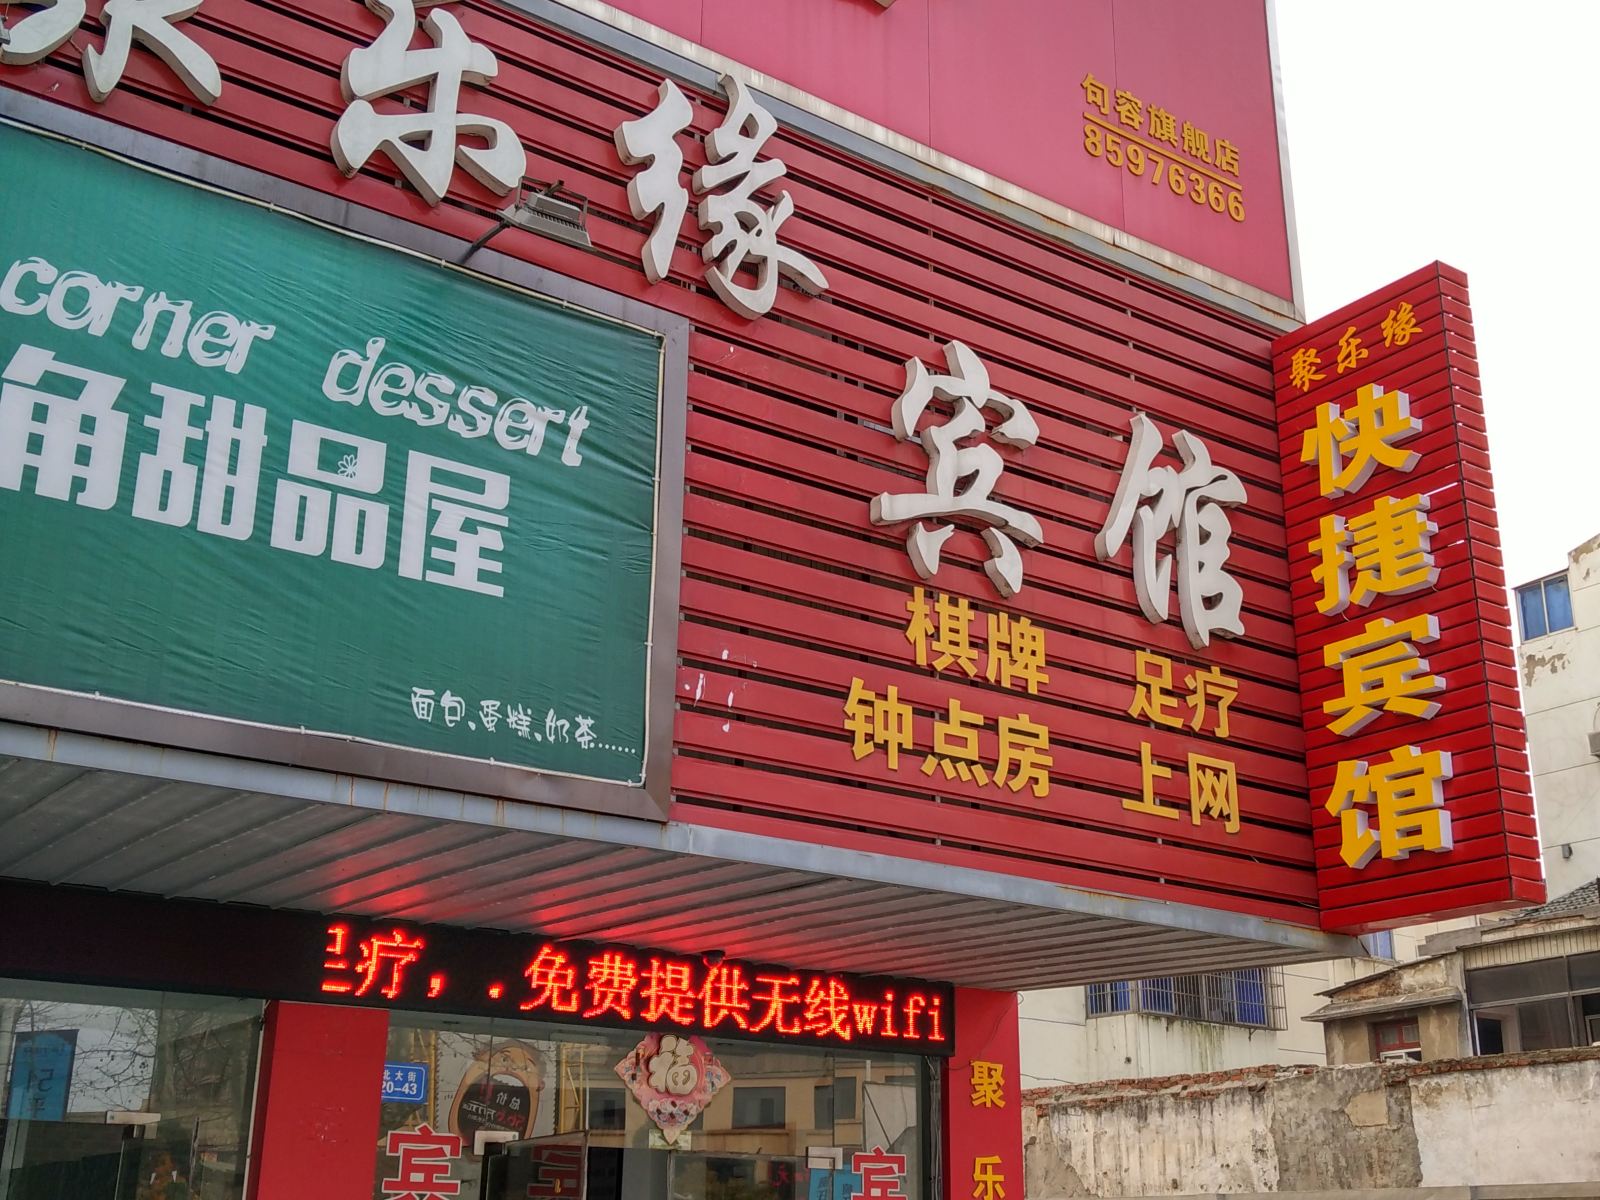 句容旗舰店
85976366
聚乐缘
宾馆
corner dessert
角甜品屋
面包、蛋糕、奶茶......
棋牌
足疗
钟点房
上网
聚乐缘
快捷宾馆
足疗，.免费提供无线wifi
北大街
20-43
聚乐
宾
宾